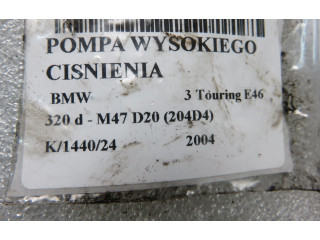 POMPA WYSOKIEGO
CISNIENIA
BMW 3 Touring E46
320 d - M47 D20 (204D4)
K/1440/24 2004